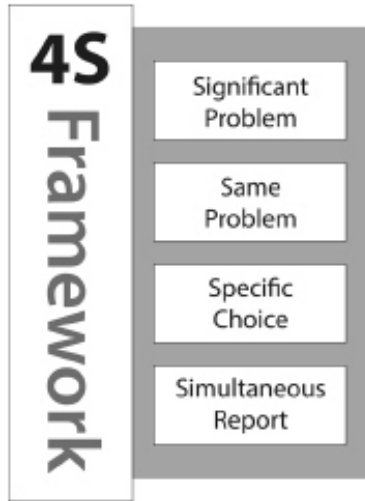 4S
Framework
Significant
Problem
Same
Problem
Specific
Choice
Simultaneous
Report